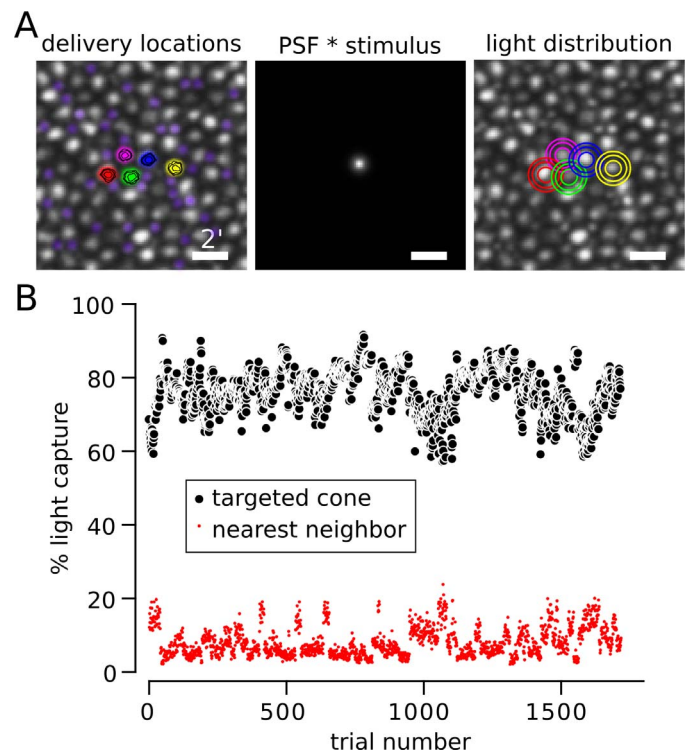 A
delivery locations
PSF * stimulus
light distribution
2'
B
% light capture
100
80
60
40
20
0
targeted cone
nearest neighbor
0
500
1000
1500
trial number